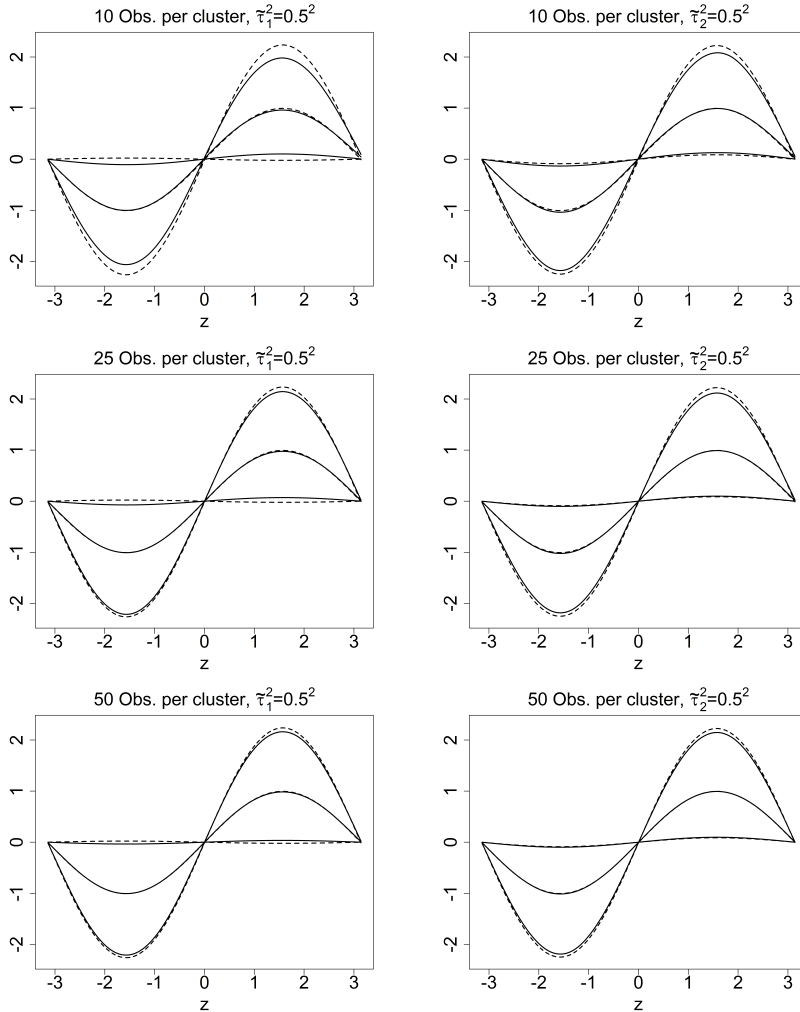 10 Obs. per cluster, τ̃₁²=0.5²
2
1
0
-1
-2
-3 -2 -1 0 1 2 3
z
10 Obs. per cluster, τ̃₂²=0.5²
2
1
0
-1
-2
-3 -2 -1 0 1 2 3
z
25 Obs. per cluster, τ̃₁²=0.5²
2
1
0
-1
-2
-3 -2 -1 0 1 2 3
z
25 Obs. per cluster, τ̃₂²=0.5²
2
1
0
-1
-2
-3 -2 -1 0 1 2 3
z
50 Obs. per cluster, τ̃₁²=0.5²
2
1
0
-1
-2
-3 -2 -1 0 1 2 3
z
50 Obs. per cluster, τ̃₂²=0.5²
2
1
0
-1
-2
-3 -2 -1 0 1 2 3
z